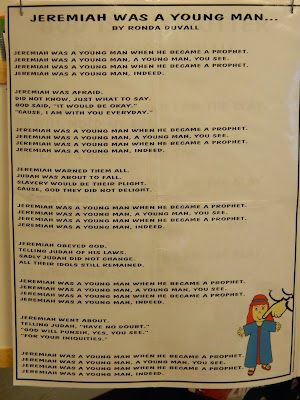 JEREMIAH WAS A YOUNG MAN...
BY RONDA DUVALL
JEREMIAH WAS A YOUNG MAN WHEN HE BECAME A PROPHET.
JEREMIAH WAS A YOUNG MAN, A YOUNG MAN, YOU SEE.
JEREMIAH WAS A YOUNG MAN WHEN HE BECAME A PROPHET.
JEREMIAH WAS A YOUNG MAN, INDEED.
JEREMIAH WAS AFRAID.
DID NOT KNOW, JUST WHAT TO SAY.
GOD SAID, "IT WOULD BE OKAY."
"CAUSE, I AM WITH YOU EVERYDAY."
JEREMIAH WAS A YOUNG MAN WHEN HE BECAME A PROPHET.
JEREMIAH WAS A YOUNG MAN, A YOUNG MAN, YOU SEE.
JEREMIAH WAS A YOUNG MAN WHEN HE BECAME A PROPHET.
JEREMIAH WAS A YOUNG MAN, INDEED.
JEREMIAH WARNED THEM ALL.
JUDAH WAS ABOUT TO FALL.
SLAVERY WOULD BE THEIR PLIGHT.
CAUSE, GOD THEY DID NOT DELIGHT.
JEREMIAH WAS A YOUNG MAN WHEN HE BECAME A PROPHET.
JEREMIAH WAS A YOUNG MAN, A YOUNG MAN, YOU SEE.
JEREMIAH WAS A YOUNG MAN WHEN HE BECAME A PROPHET.
JEREMIAH WAS A YOUNG MAN, INDEED.
JEREMIAH OBEYED GOD.
TELLING JUDAH OF HIS LAWS.
SADLY JUDAH DID NOT CHANGE.
ALL THEIR IDOLS STILL REMAINED.
JEREMIAH WAS A YOUNG MAN WHEN HE BECAME A PROPHET.
JEREMIAH WAS A YOUNG MAN, A YOUNG MAN, YOU SEE.
JEREMIAH WAS A YOUNG MAN WHEN HE BECAME A PROPHET.
JEREMIAH WAS A YOUNG MAN, INDEED.
JEREMIAH WENT ABOUT.
TELLING JUDAH, "HAVE NO DOUBT."
"GOD WILL PUNSIH, YES, YOU SEE."
"FOR YOUR INIQUITIES."
JEREMIAH WAS A YOUNG MAN WHEN HE BECAME A PROPHET.
JEREMIAH WAS A YOUNG MAN, A YOUNG MAN, YOU SEE.
JEREMIAH WAS A YOUNG MAN WHEN HE BECAME A PROPHET.
JEREMIAH WAS A YOUNG MAN, INDEED.